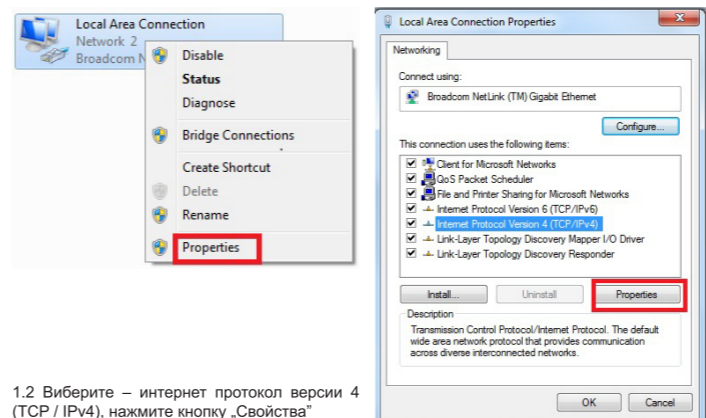 Local Area Connection
Network 2
Broadcom N
Disable
Status
Diagnose
Bridge Connections
Create Shortcut
Delete
Rename
Properties
1.2 Виберите – интернет протокол версии 4
(TCP / IPv4), нажмите кнопку „Свойства”
Local Area Connection Properties
Networking
Connect using:
Broadcom NetLink (TM) Gigabit Ethernet
Configure...
This connection uses the following items:
Client for Microsoft Networks
QoS Packet Scheduler
File and Printer Sharing for Microsoft Networks
Internet Protocol Version 6 (TCP/IPv6)
Internet Protocol Version 4 (TCP/IPv4)
Link-Layer Topology Discovery Mapper I/O Driver
Link-Layer Topology Discovery Responder
Install... Uninstall Properties
Description
Transmission Control Protocol/Internet Protocol. The default
wide area network protocol that provides communication
across diverse interconnected networks.
OK Cancel